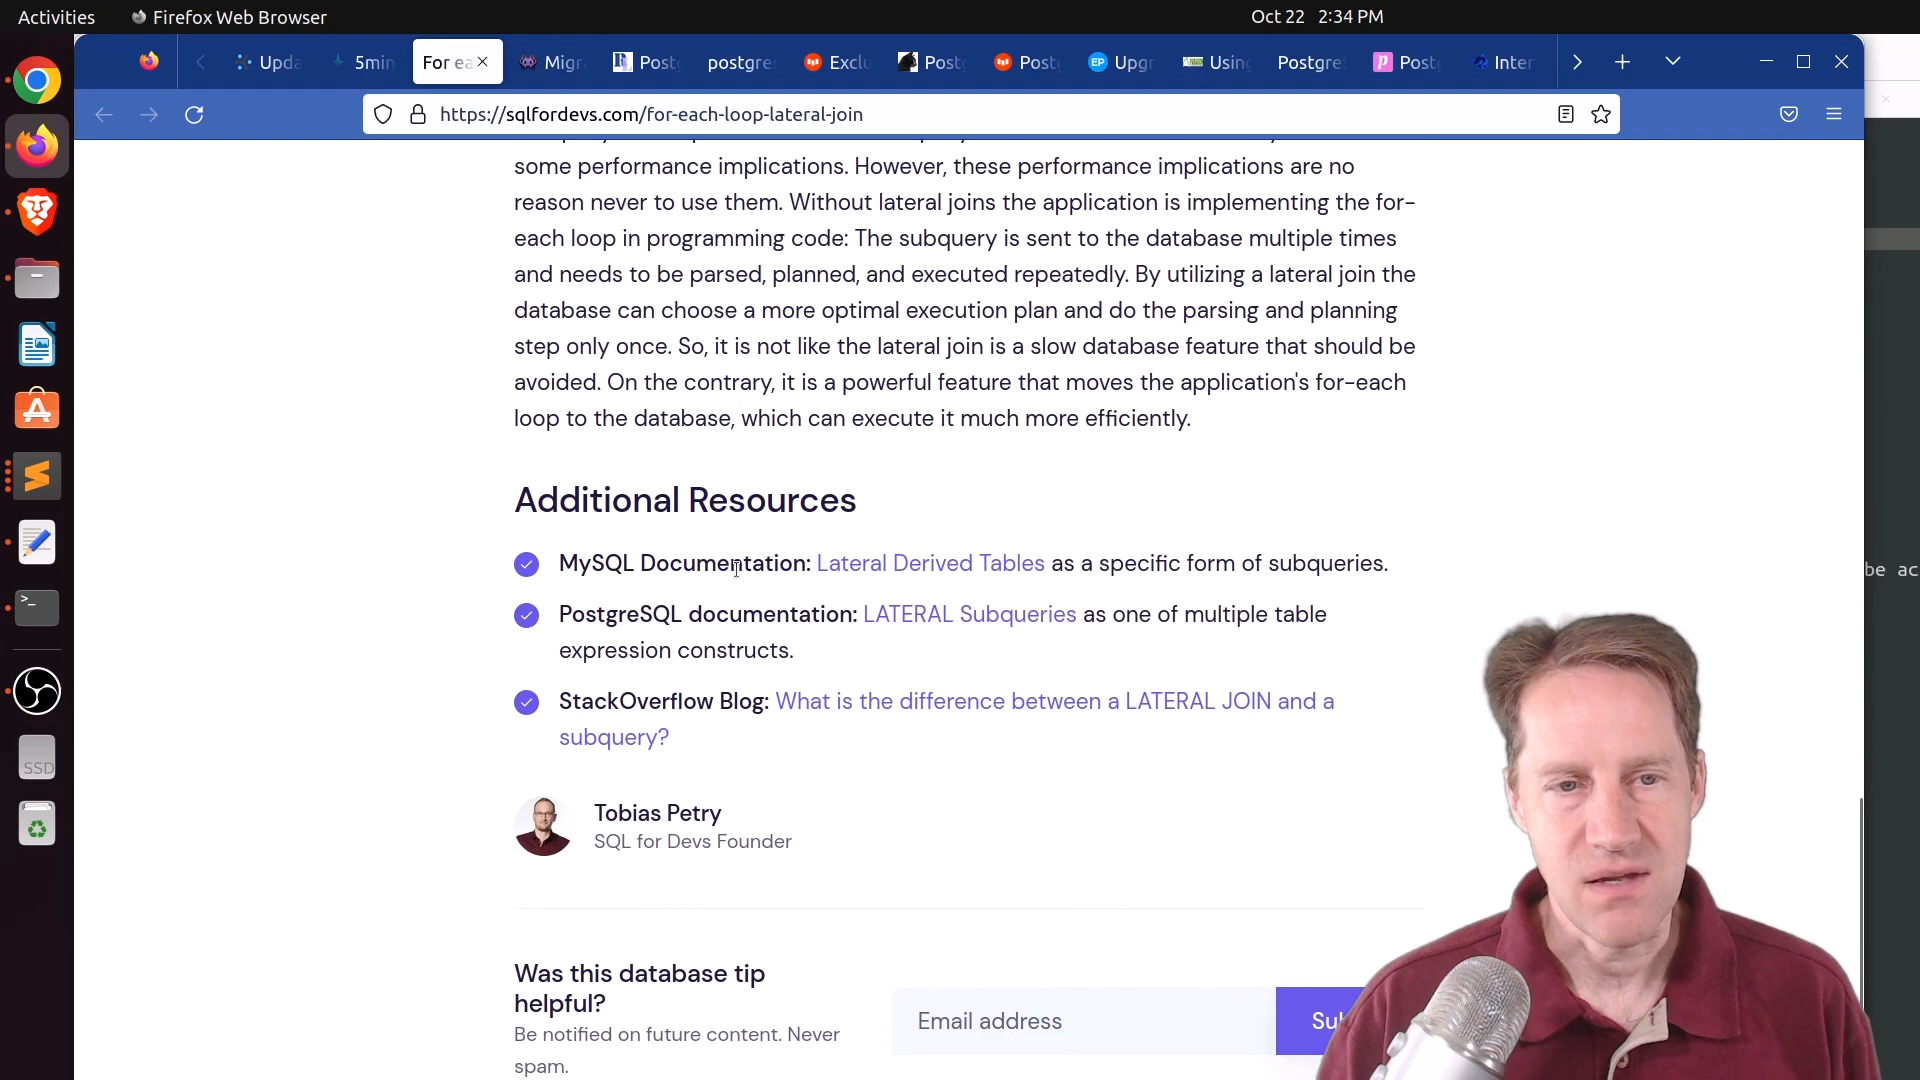 Activities
Firefox Web Browser
Oct 22 2:34 PM
Upda
5min
For ea
Migr
Post
postgres
Exclu
Postg
Post
EP Upgr
Using
Postgre
Postg
Inter
https://sqlfordevs.com/for-each-loop-lateral-join
some performance implications. However, these performance implications are no
reason never to use them. Without lateral joins the application is implementing the for-
each loop in programming code: The subquery is sent to the database multiple times
and needs to be parsed, planned, and executed repeatedly. By utilizing a lateral join the
database can choose a more optimal execution plan and do the parsing and planning
step only once. So, it is not like the lateral join is a slow database feature that should be
avoided. On the contrary, it is a powerful feature that moves the application's for-each
loop to the database, which can execute it much more efficiently.
Additional Resources
MySQL Documentation: Lateral Derived Tables as a specific form of subqueries.
be ac
PostgreSQL documentation: LATERAL Subqueries as one of multiple table
expression constructs.
StackOverflow Blog: What is the difference between a LATERAL JOIN and a
subquery?
SSD
Tobias Petry
SQL for Devs Founder
Was this database tip
helpful?
Be notified on future content. Never
spam.
Email address
Su